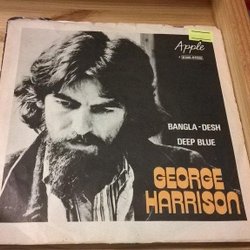 Apple
BANGLA-DESH
DEEP BLUE
GEORGE
HARRISON